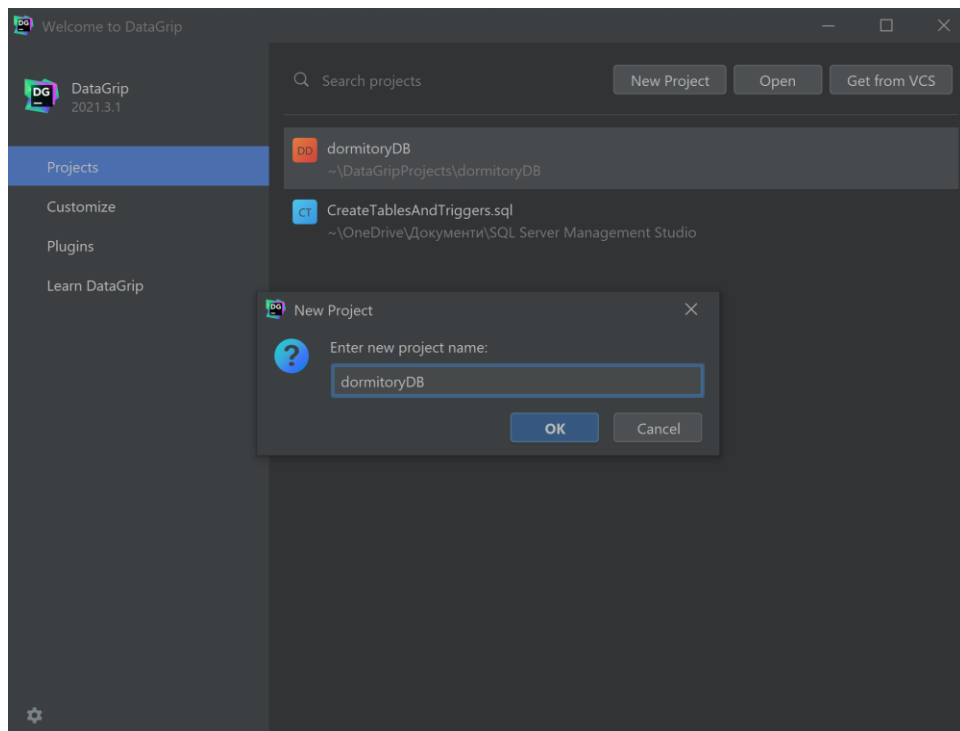 Welcome to DataGrip
DG
DataGrip
2021.3.1
Search projects
New Project
Open
Get from VCS
Projects
Customize
Plugins
Learn DataGrip
DD
dormitoryDB
~\DataGripProjects\dormitoryDB
CT
CreateTablesAndTriggers.sql
~\OneDrive\Документи\SQL Server Management Studio
DG
New Project
?
Enter new project name:
dormitoryDB
OK
Cancel